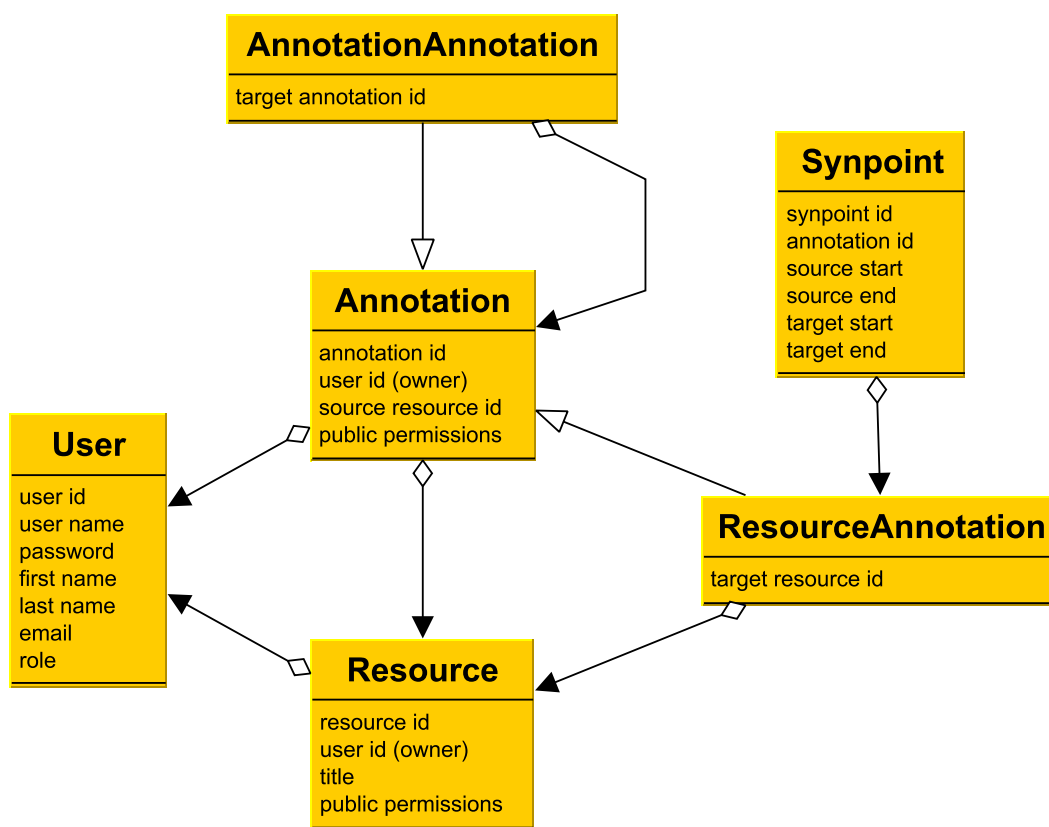 AnnotationAnnotation
target annotation id
Synpoint
synpoint id
annotation id
source start
source end
target start
target end
Annotation
annotation id
user id (owner)
source resource id
public permissions
User
user id
user name
password
first name
last name
email
role
ResourceAnnotation
target resource id
Resource
resource id
user id (owner)
title
public permissions